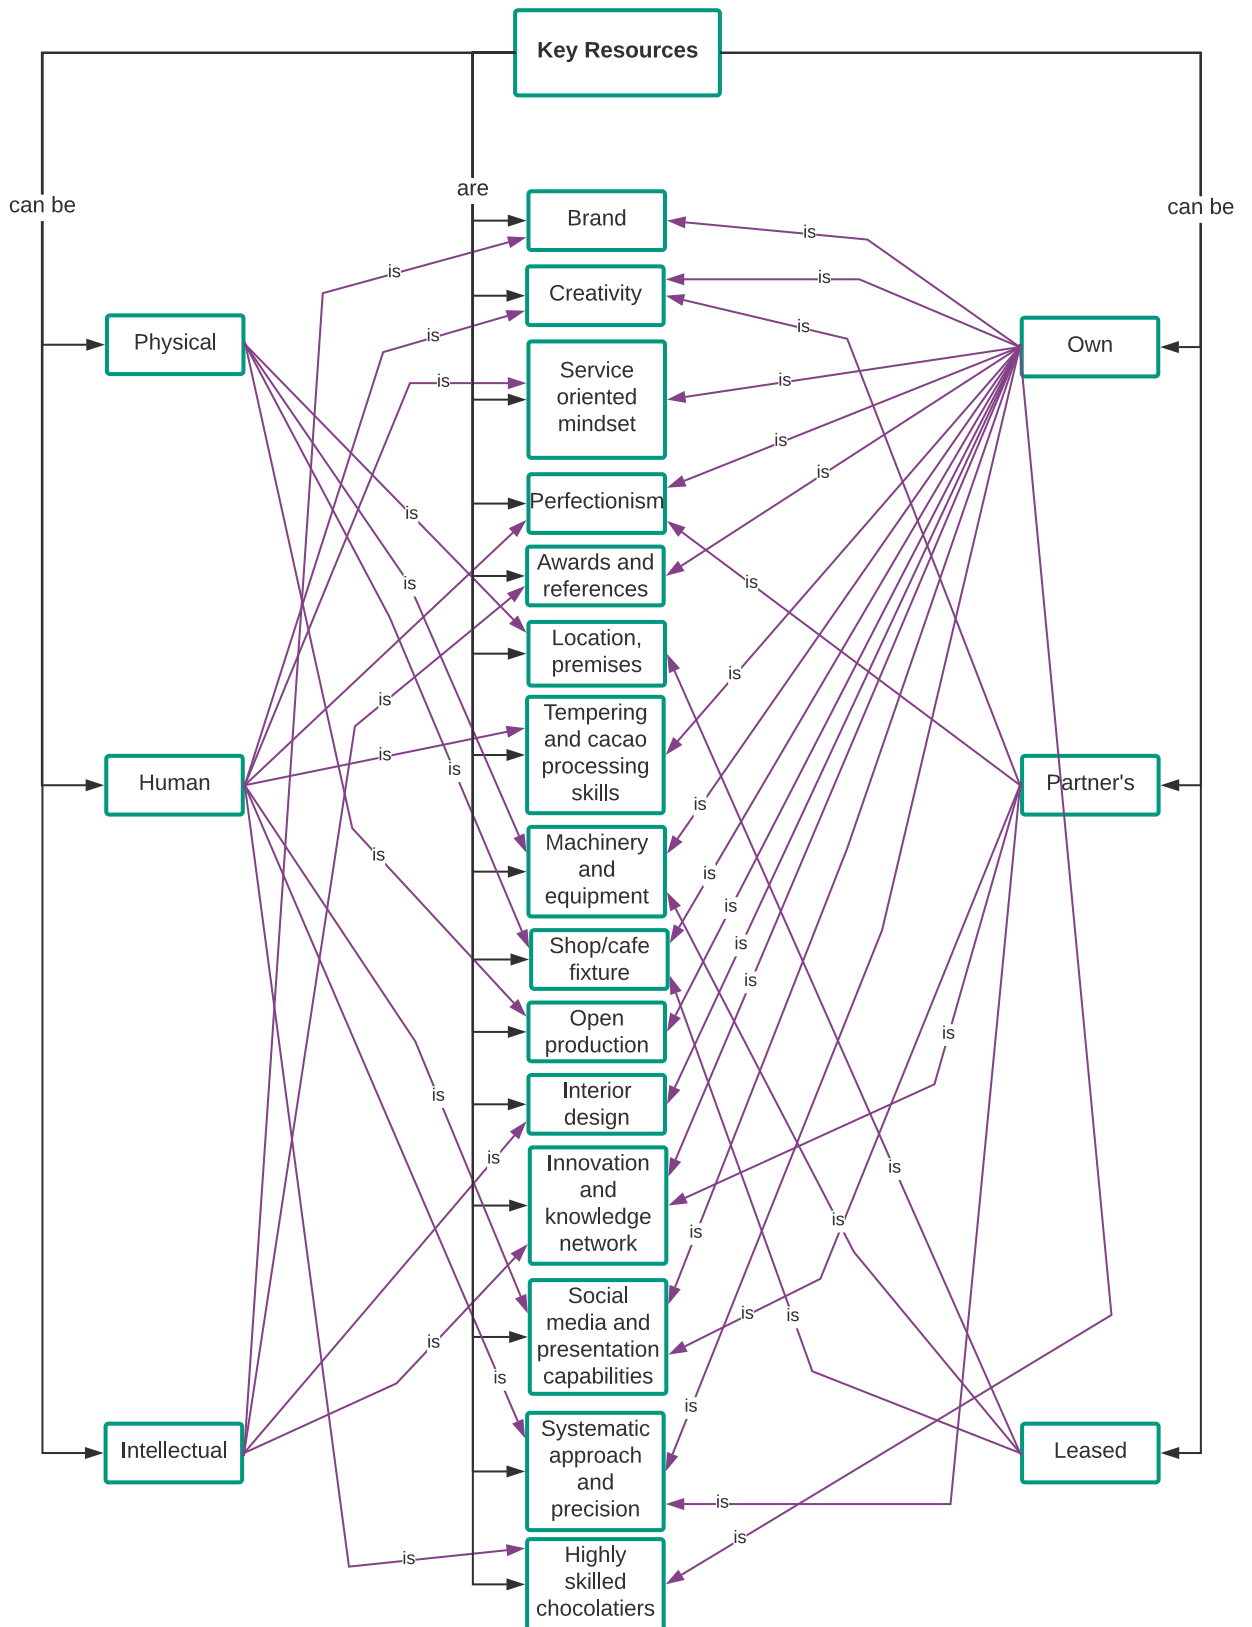 Key Resources
are
can be
can be
Brand
is
is
is
is
Creativity
is
is
Physical
Own
Service
oriented
mindset
is
is
is
is
Perfectionism
is
Awards and
references
is
is
Location,
premises
is
is
Tempering
and cacao
processing
skills
is
is
Human
Partner's
is
Machinery
and
equipment
is
is
is
is
Shop/cafe
fixture
is
is
Open
production
is
Interior
design
is
is
Innovation
and
knowledge
network
is
is
is
Social
media and
presentation
capabilities
is
is
is
is
is
Systematic
approach
and
precision
Intellectual
Leased
is
is
is
Highly
skilled
chocolatiers